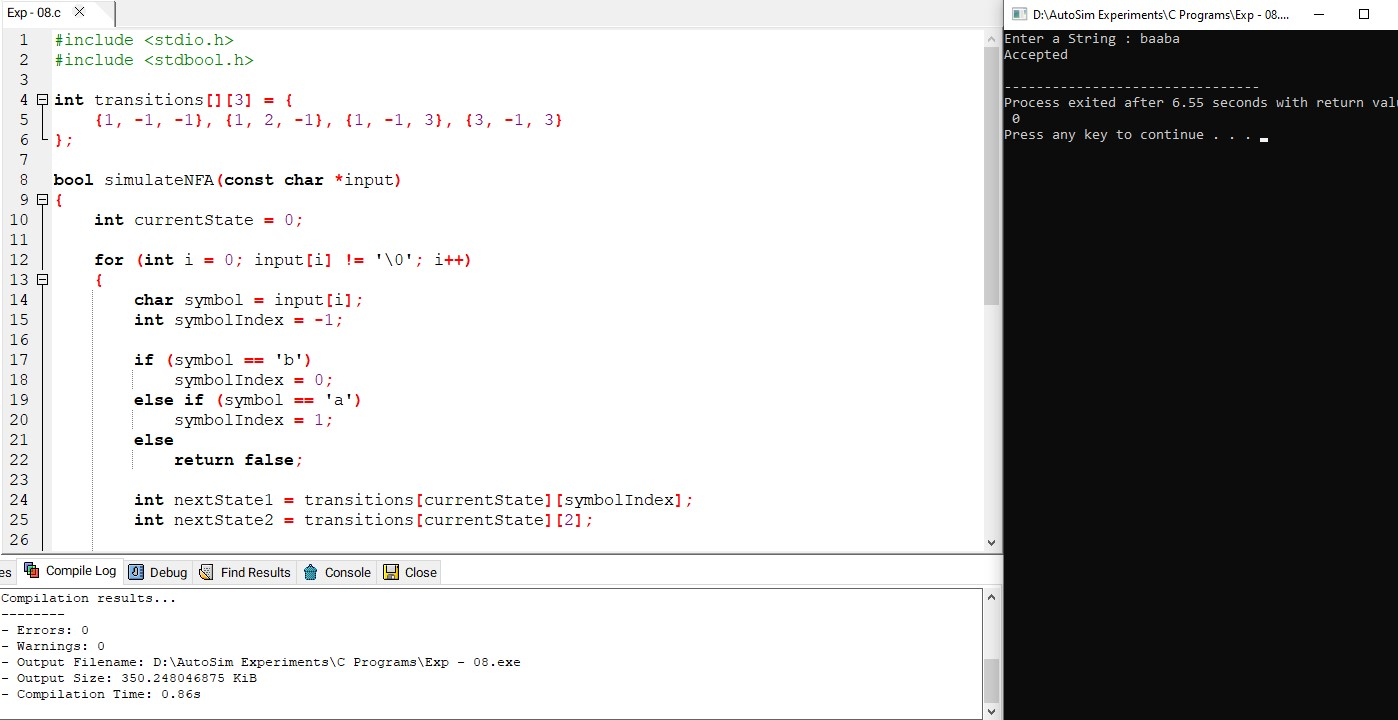 Exp - 08.c
1 #include <stdio.h>
2 #include <stdbool.h>
3
4 int transitions[][3] = {
5     {1, -1, -1}, {1, 2, -1}, {1, -1, 3}, {3, -1, 3}
6 };
7
8 bool simulateNFA(const char *input)
9 {
10     int currentState = 0;
11
12     for (int i = 0; input[i] != '\0'; i++)
13     {
14         char symbol = input[i];
15         int symbolIndex = -1;
16
17         if (symbol == 'b')
18             symbolIndex = 0;
19         else if (symbol == 'a')
20             symbolIndex = 1;
21         else
22             return false;
23
24         int nextState1 = transitions[currentState][symbolIndex];
25         int nextState2 = transitions[currentState][2];
26
es Compile Log Debug Find Results Console Close
Compilation results...
--------
- Errors: 0
- Warnings: 0
- Output Filename: D:\AutoSim Experiments\C Programs\Exp - 08.exe
- Output Size: 350.248046875 KiB
- Compilation Time: 0.86s
D:\AutoSim Experiments\C Programs\Exp - 08....
Enter a String : baaba
Accepted
--------------------------------
Process exited after 6.55 seconds with return valu
0
Press any key to continue . . .